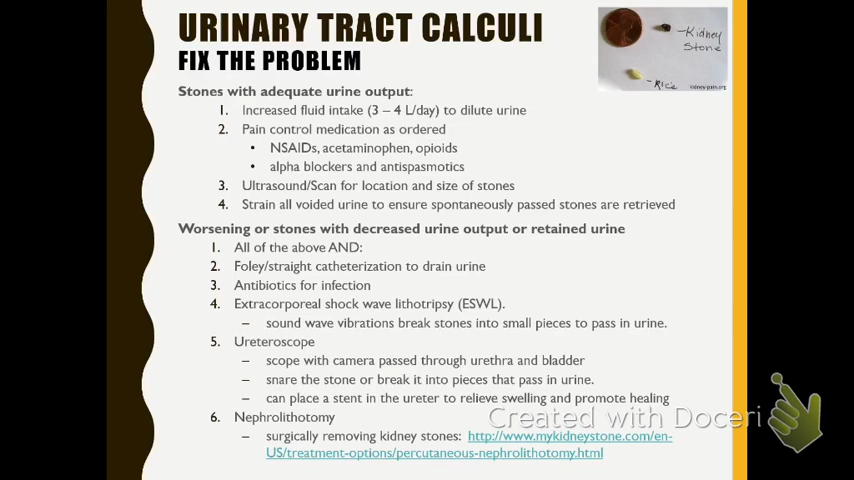 URINARY TRACT CALCULI
FIX THE PROBLEM
Kidney
Stone
Rice
kidney-pain.org
Stones with adequate urine output:
1. Increased fluid intake (3 – 4 L/day) to dilute urine
2. Pain control medication as ordered
• NSAIDs, acetaminophen, opioids
• alpha blockers and antispasmotics
3. Ultrasound/Scan for location and size of stones
4. Strain all voided urine to ensure spontaneously passed stones are retrieved
Worsening or stones with decreased urine output or retained urine
1. All of the above AND:
2. Foley/straight catheterization to drain urine
3. Antibiotics for infection
4. Extracorporeal shock wave lithotripsy (ESWL).
– sound wave vibrations break stones into small pieces to pass in urine.
5. Ureteroscope
– scope with camera passed through urethra and bladder
– snare the stone or break it into pieces that pass in urine.
– can place a stent in the ureter to relieve swelling and promote healing
6. Nephrolithotomy
– surgically removing kidney stones: http://www.mykidneystone.com/en-
US/treatment-options/percutaneous-nephrolithotomy.html
Created with Doceri